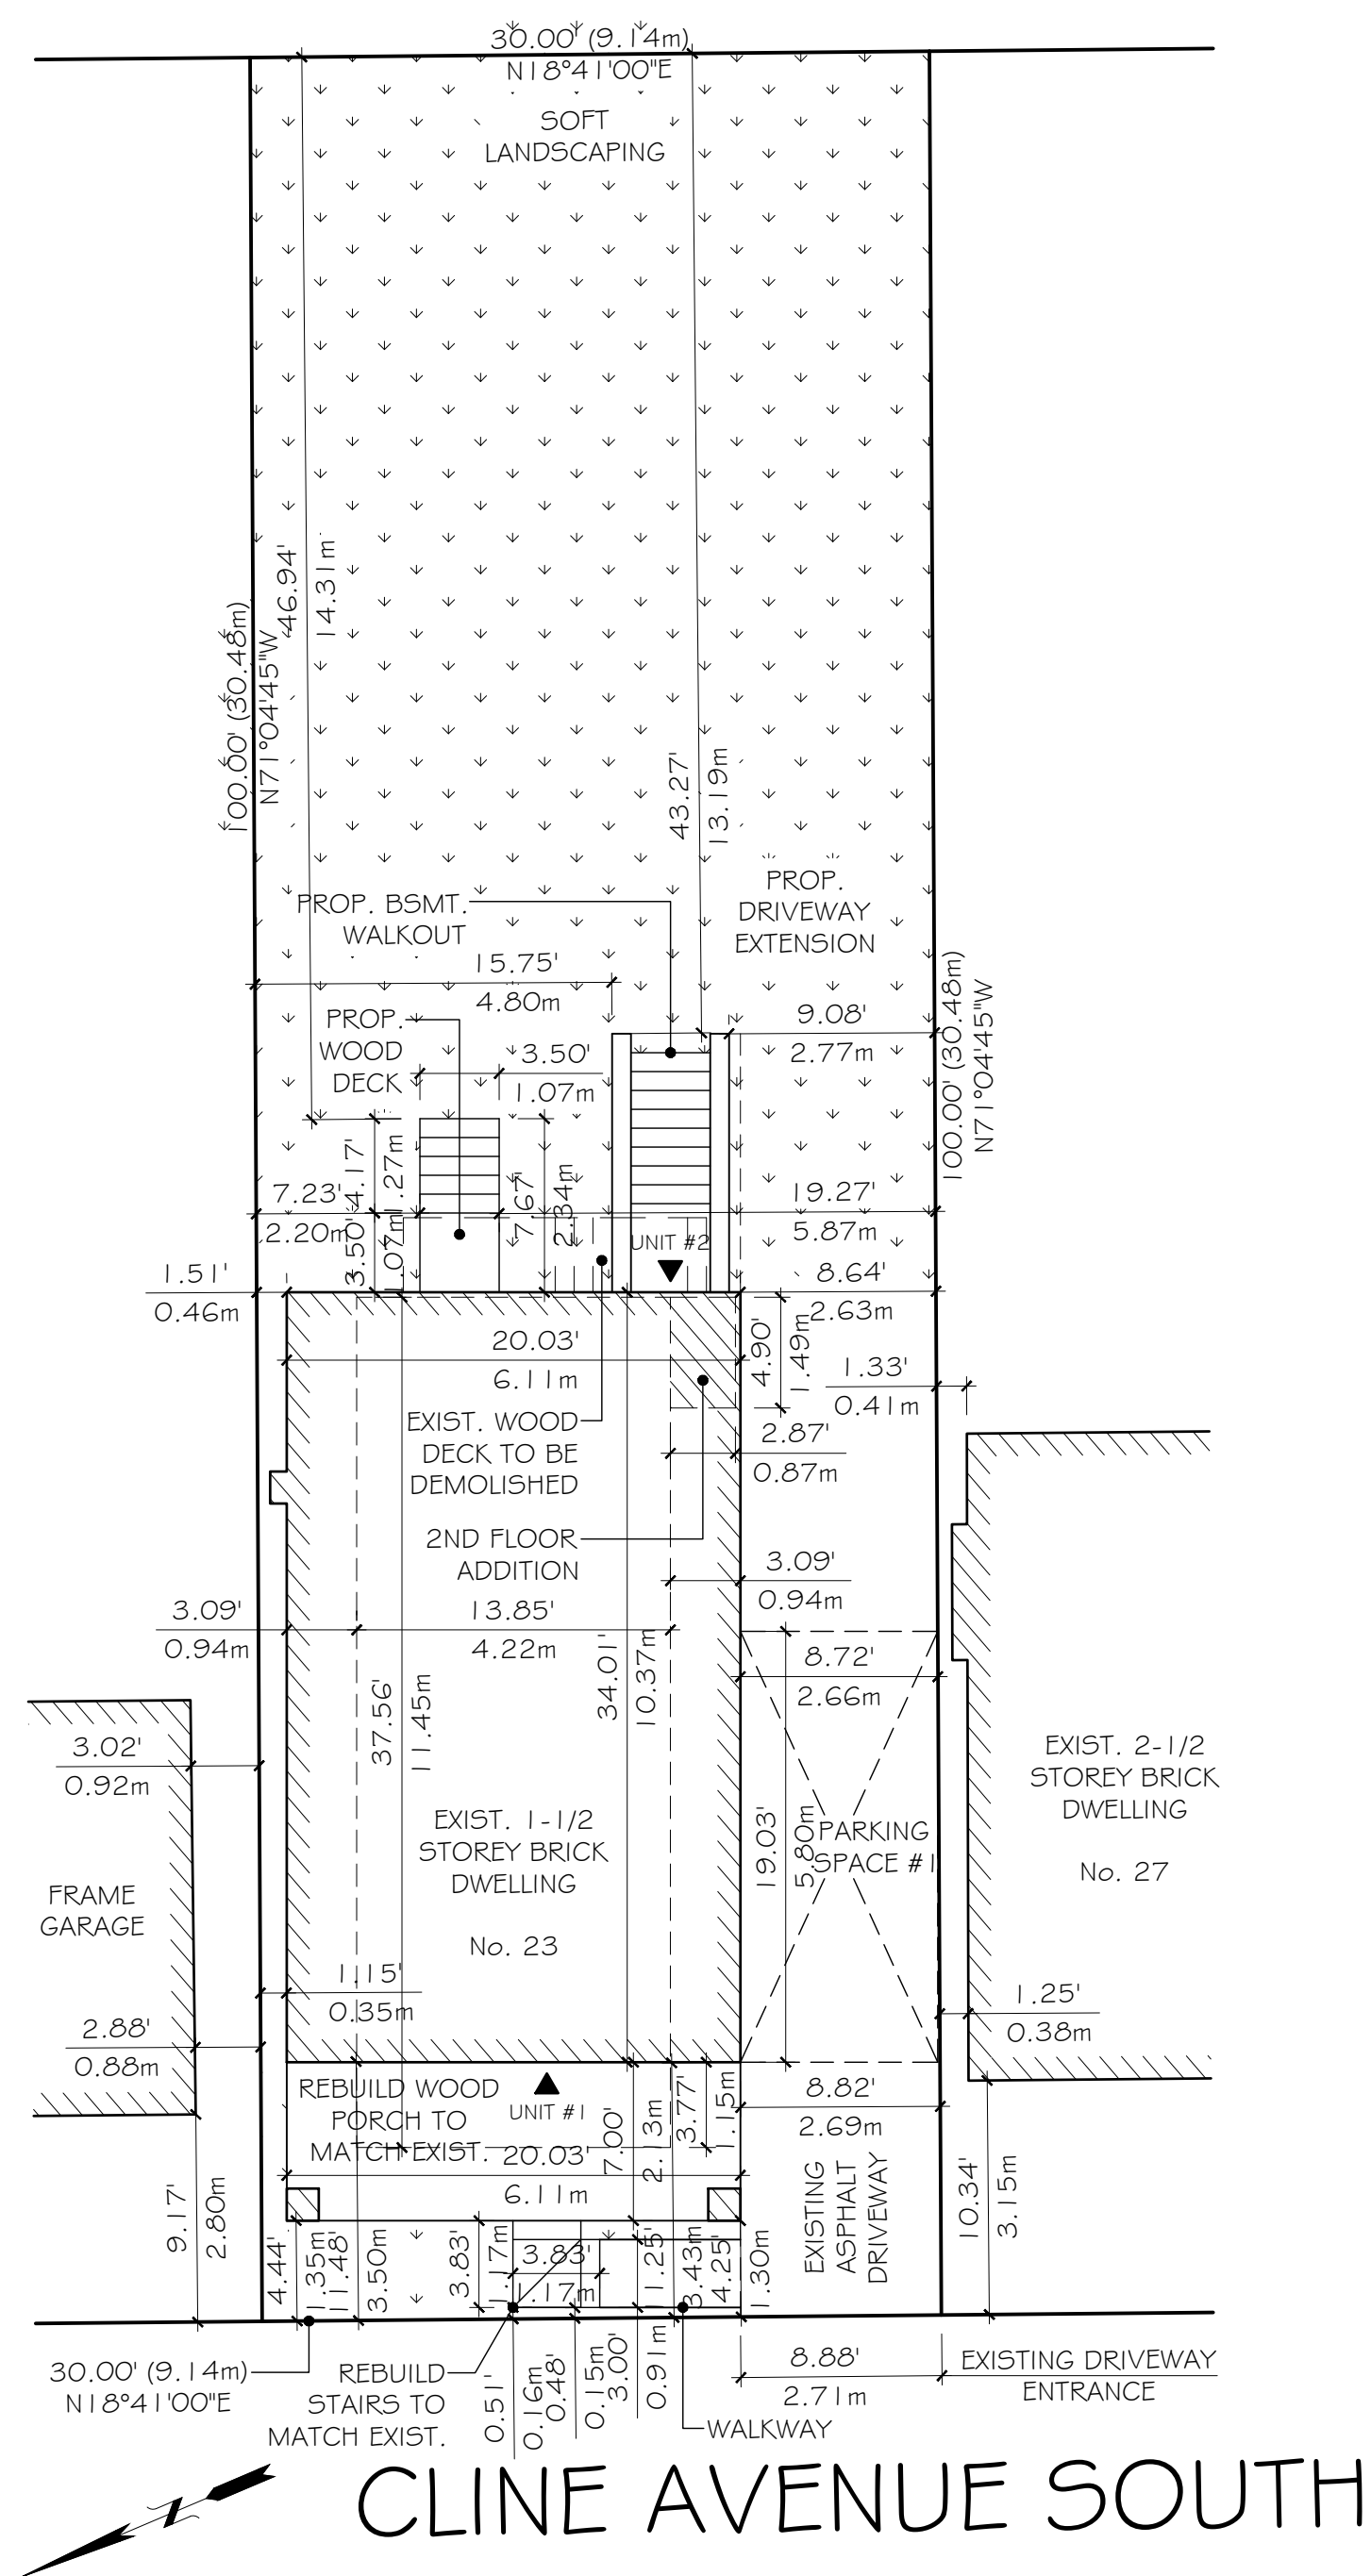 30.00' (9.14m)
N18°41'00"E
SOFT
LANDSCAPING
46.94'
14.31m
100.00' (30.48m)
N71°04'45"W
43.27'
13.19m
PROP. BSMT.
WALKOUT
PROP.
DRIVEWAY
EXTENSION
15.75'
4.80m
PROP.
WOOD
DECK
3.50'
1.07m
9.08'
2.77m
100.00' (30.48m)
N71°04'45"W
4.17'
1.27m
7.23'
2.20m
3.50'
1.07m
7.67'
2.34m
UNIT #2
19.27'
5.87m
1.51'
0.46m
8.64'
2.63m
20.03'
6.11m
4.90'
1.49m
1.33'
0.41m
EXIST. WOOD
DECK TO BE
DEMOLISHED
2.87'
0.87m
2ND FLOOR
ADDITION
3.09'
0.94m
3.09'
0.94m
13.85'
4.22m
34.01'
10.37m
8.72'
2.66m
37.56'
11.45m
3.02'
0.92m
EXIST. 2-1/2
STOREY BRICK
DWELLING
No. 27
EXIST. 1-1/2
STOREY BRICK
DWELLING
No. 23
19.03'
5.80m
PARKING
SPACE #1
FRAME
GARAGE
1.15'
0.35m
1.25'
0.38m
2.88'
0.88m
REBUILD WOOD
PORCH TO
MATCH EXIST.
UNIT #1
7.00'
2.13m
3.77'
1.15m
8.82'
2.69m
20.03'
6.11m
EXISTING
ASPHALT
DRIVEWAY
10.34'
3.15m
9.17'
2.80m
4.44'
1.35m
11.48'
3.50m
3.83'
1.17m
3.83'
1.17m
1.25'
3.43m
4.25'
1.30m
30.00' (9.14m)
N18°41'00"E
REBUILD
STAIRS TO
MATCH EXIST.
0.51'
0.16m
0.48'
0.15m
3.00'
0.91m
WALKWAY
8.88'
2.71m
EXISTING DRIVEWAY
ENTRANCE
N
CLINE AVENUE SOUTH